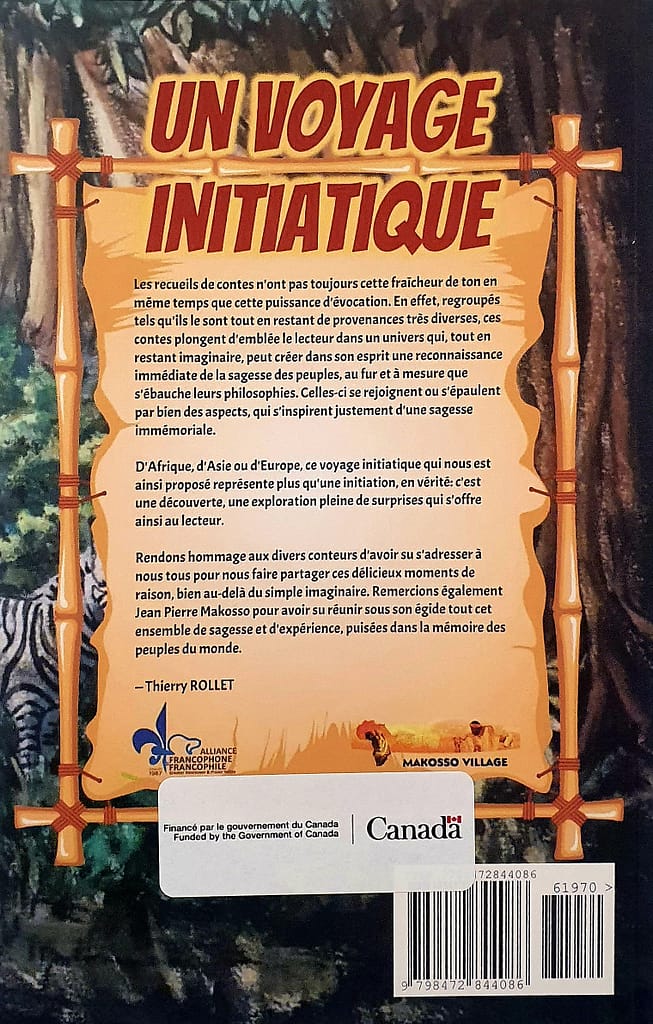 UN VOYAGE
INITIATIQUE
Les recueils de contes n'ont pas toujours cette fraîcheur de ton en
même temps que cette puissance d'évocation. En effet, regroupés
tels qu'ils le sont tout en restant de provenances très diverses, ces
contes plongent d'emblée le lecteur dans un univers qui, tout en
restant imaginaire, peut créer dans son esprit une reconnaissance
immédiate de la sagesse des peuples, au fur et à mesure que
s'ébauche leurs philosophies. Celles-ci se rejoignent ou s'épaulent
par bien des aspects, qui s'inspirent justement d'une sagesse
immémoriale.
D'Afrique, d'Asie ou d'Europe, ce voyage initiatique qui nous est
ainsi proposé représente plus qu'une initiation, en vérité: c'est
une découverte, une exploration pleine de surprises qui s'offre
ainsi au lecteur.
Rendons hommage aux divers conteurs d'avoir su s'adresser à
nous tous pour nous faire partager ces délicieux moments de
raison, bien au-delà du simple imaginaire. Remercions également
Jean Pierre Makosso pour avoir su réunir sous son égide tout cet
ensemble de sagesse et d'expérience, puisées dans la mémoire des
peuples du monde.
– Thierry ROLLET
ALLIANCE
FRANCOPHONE
FRANCOPHILE
1987
MAKOSSO VILLAGE
Financé par le gouvernement du Canada
Funded by the Government of Canada
Canada
72844086
61970 >
9 798472 844086